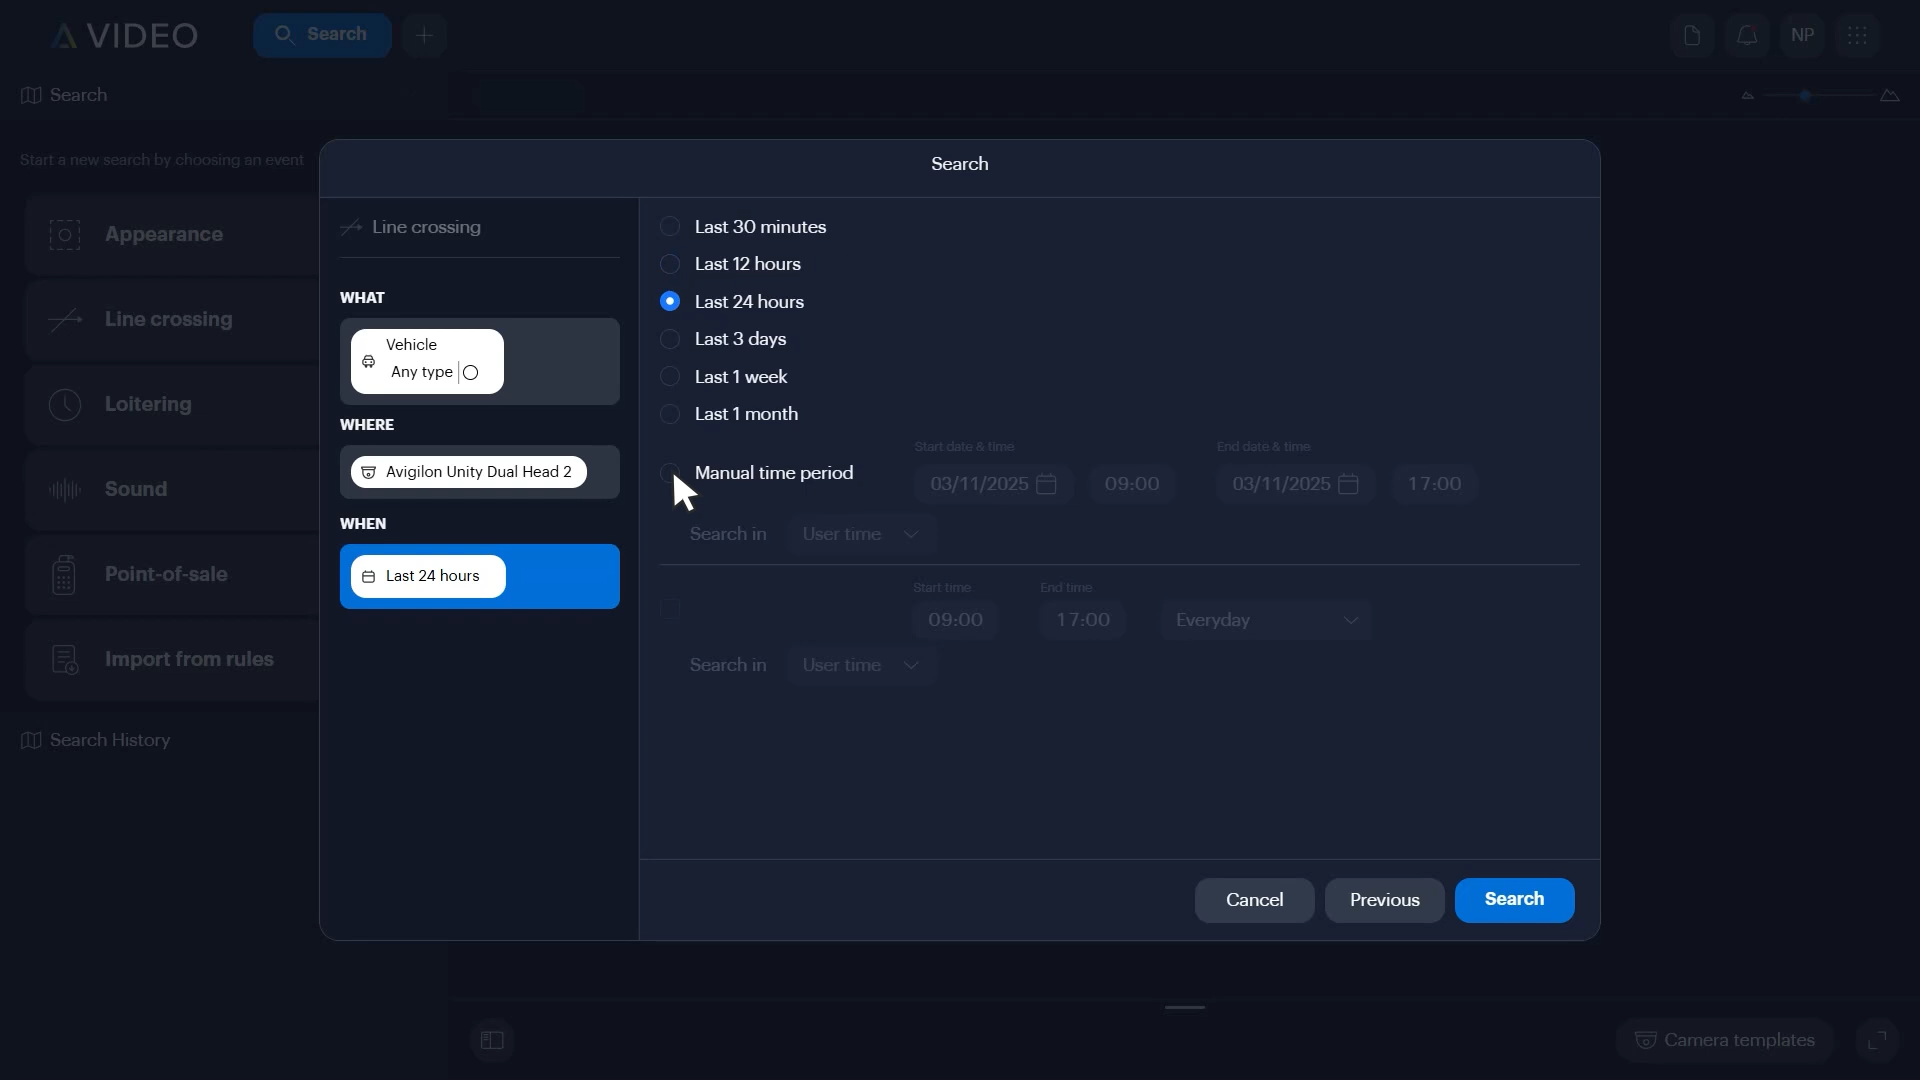 VIDEO
Search
NP
Search
Start a new search by choosing an event
Appearance
Line crossing
Loitering
Sound
Point-of-sale
Import from rules
Search History
Search
Line crossing
WHAT
Vehicle
Any type
WHERE
Avigilon Unity Dual Head 2
WHEN
Last 24 hours
Last 30 minutes
Last 12 hours
Last 24 hours
Last 3 days
Last 1 week
Last 1 month
Start date & time
End date & time
Manual time period
03/11/2025
09:00
03/11/2025
17:00
Search in
User time
Start time
End time
09:00
17:00
Everyday
Search in
User time
Cancel
Previous
Search
Camera templates